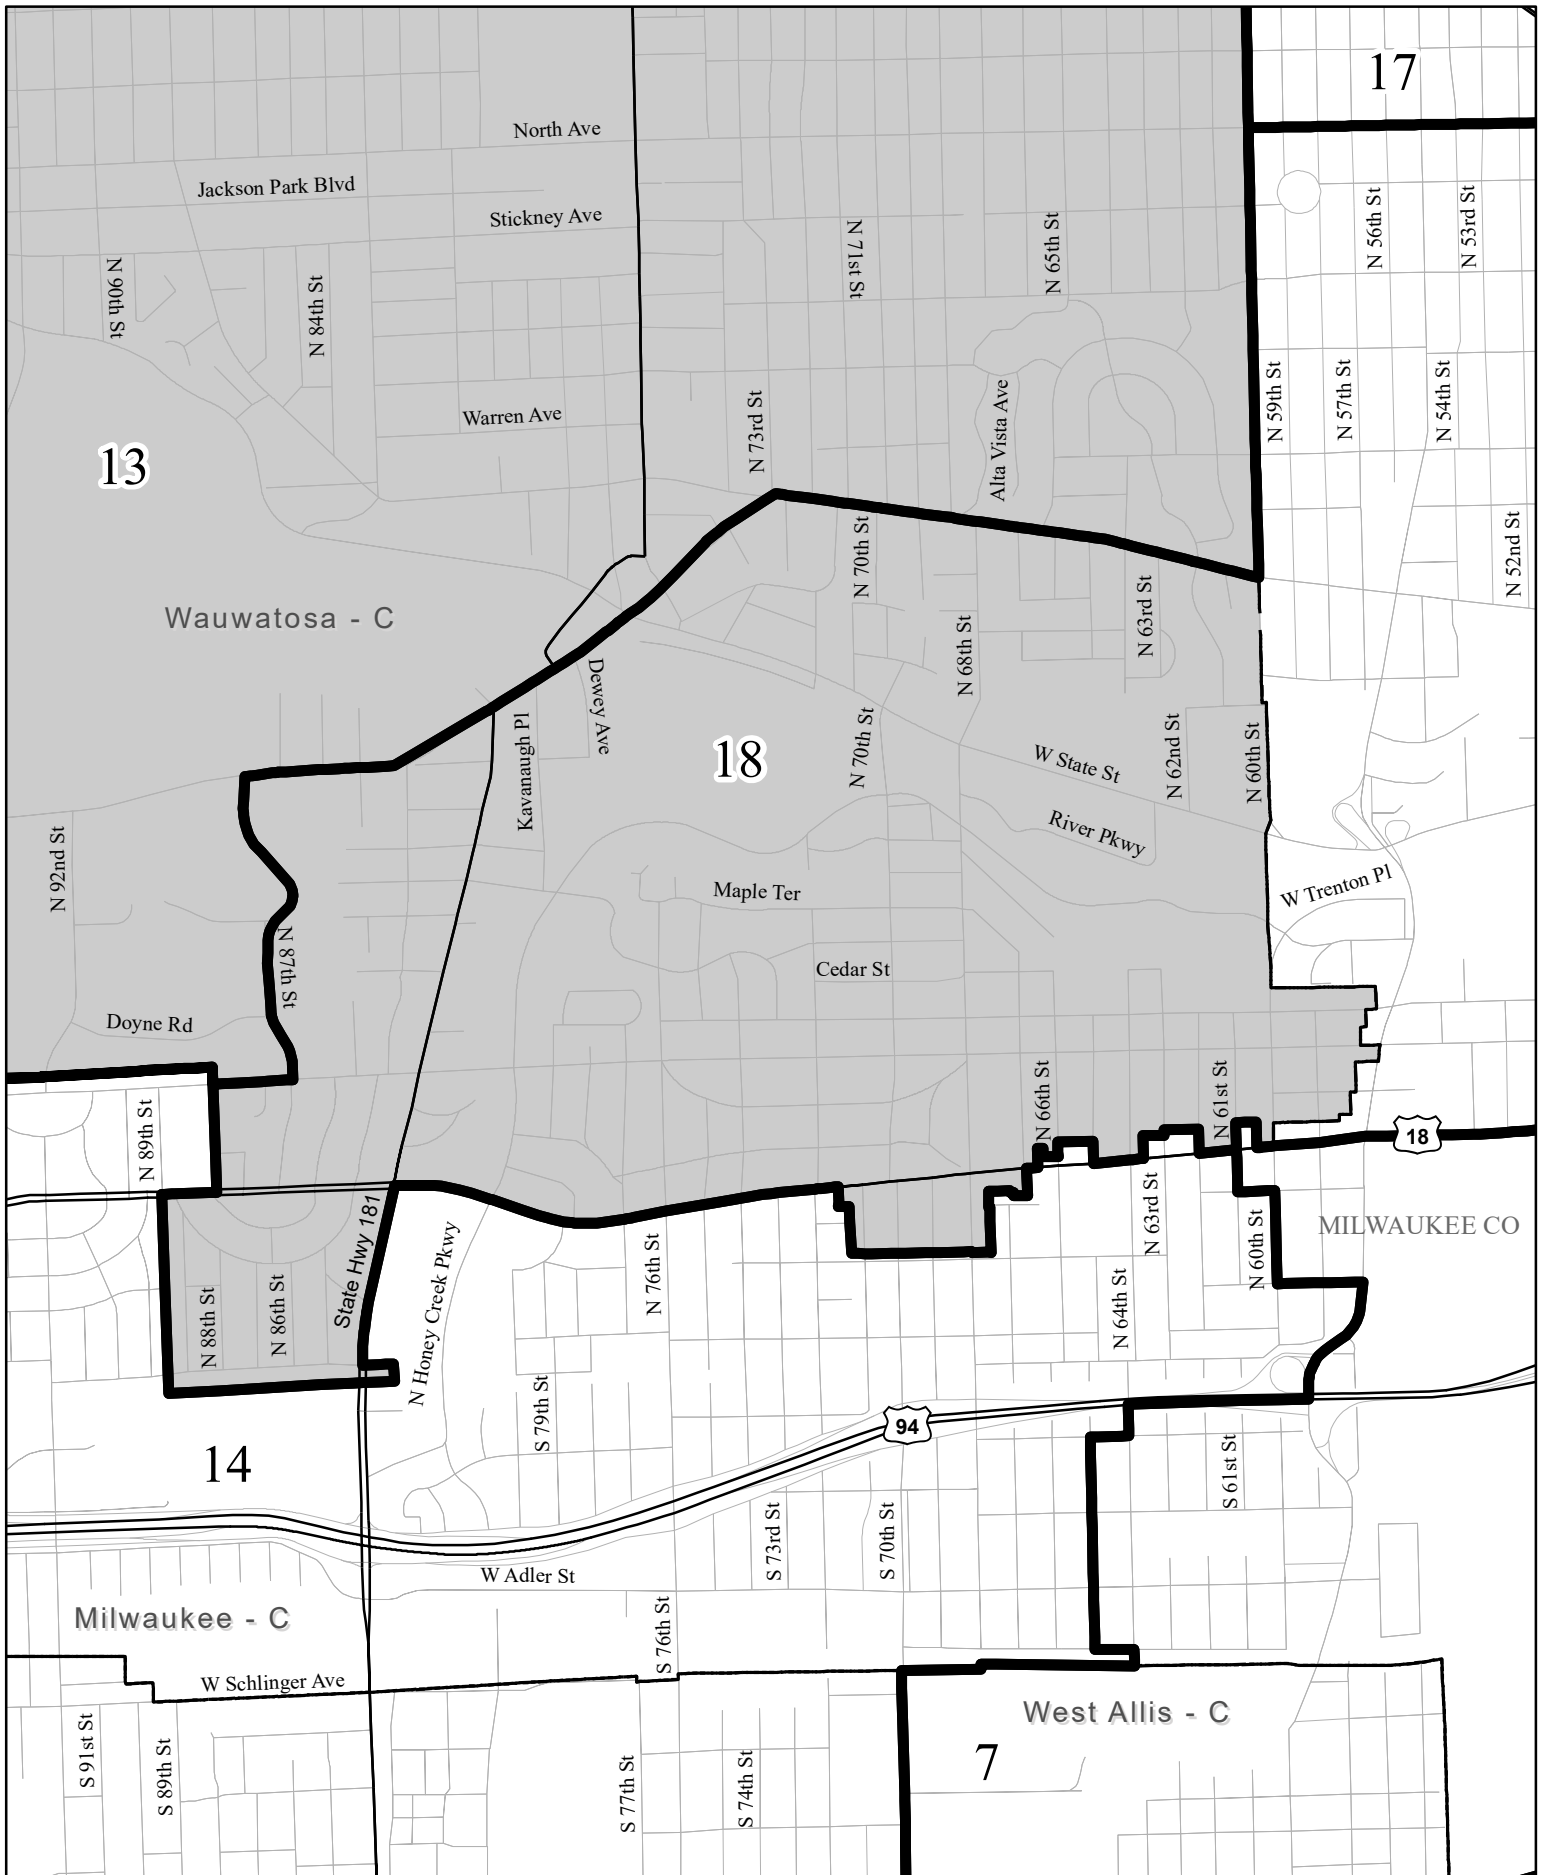 17
North Ave
Jackson Park Blvd
Stickney Ave
N 90th St
N 84th St
N 71st St
N 65th St
N 56th St
N 53rd St
Warren Ave
N 73rd St
Alta Vista Ave
N 59th St
N 57th St
N 54th St
13
N 70th St
N 52nd St
Wauwatosa - C
N 68th St
N 63rd St
Dewey Ave
Kavanaugh Pl
18
N 70th St
W State St
N 62nd St
N 60th St
River Pkwy
N 92nd St
Maple Ter
W Trenton Pl
N 87th St
Cedar St
Doyne Rd
N 89th St
N 66th St
N 61st St
18
State Hwy 181
N Honey Creek Pkwy
N 76th St
N 63rd St
N 60th St
MILWAUKEE CO
N 88th St
N 86th St
N 64th St
S 79th St
94
14
S 61st St
S 73rd St
S 70th St
W Adler St
Milwaukee - C
S 76th St
W Schlinger Ave
West Allis - C
S 91st St
S 89th St
S 77th St
S 74th St
7